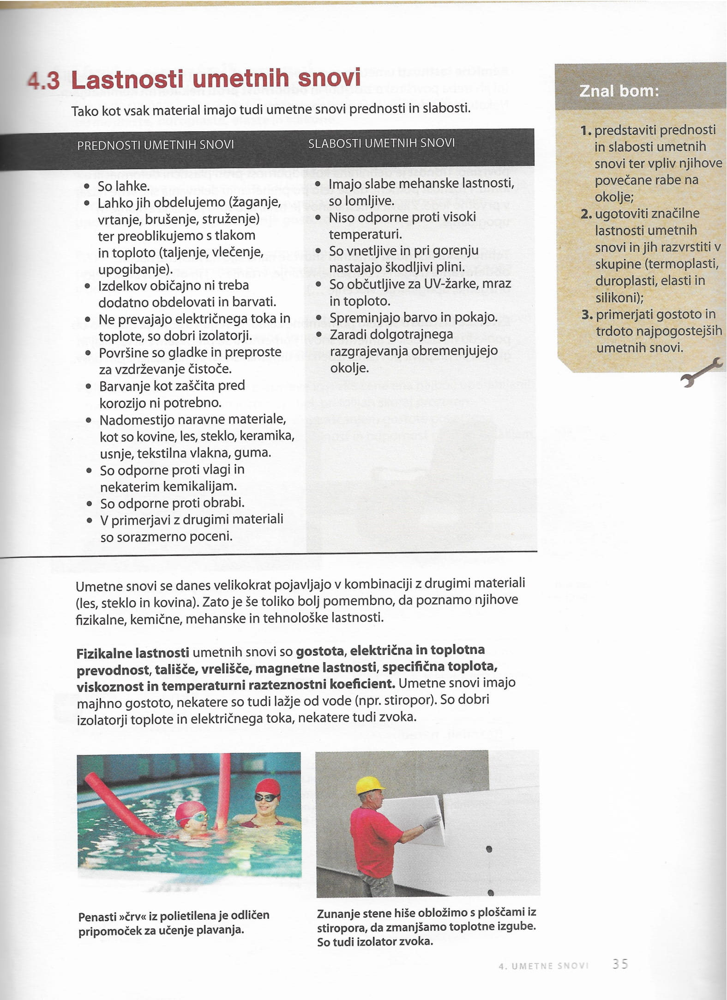 4.3 Lastnosti umetnih snovi
Tako kot vsak material imajo tudi umetne snovi prednosti in slabosti.
PREDNOSTI UMETNIH SNOVI
• So lahke.
• Lahko jih obdelujemo (žaganje,
vrtanje, brušenje, struženje)
ter preoblikujemo s tlakom
in toploto (taljenje, vlečenje,
upogibanje).
• Izdelkov običajno ni treba
dodatno obdelovati in barvati.
• Ne prevajajo električnega toka in
toplote, so dobri izolatorji.
• Površine so gladke in preproste
za vzdrževanje čistoče.
• Barvanje kot zaščita pred
korozijo ni potrebno.
• Nadomestijo naravne materiale,
kot so kovine, les, steklo, keramika,
usnje, tekstilna vlakna, guma.
• So odporne proti vlagi in
nekaterim kemikalijam.
• So odporne proti obrabi.
• V primerjavi z drugimi materiali
so sorazmerno poceni.
SLABOSTI UMETNIH SNOVI
• Imajo slabe mehanske lastnosti,
so lomljive.
• Niso odporne proti visoki
temperaturi.
• So vnetljive in pri gorenju
nastajajo škodljivi plini.
• So občutljive za UV-žarke, mraz
in toploto.
• Spreminjajo barvo in pokajo.
• Zaradi dolgotrajnega
razgrajevanja obremenjujejo
okolje.
Umetne snovi se danes velikokrat pojavljajo v kombinaciji z drugimi materiali
(les, steklo in kovina). Zato je še toliko bolj pomembno, da poznamo njihove
fizikalne, kemične, mehanske in tehnološke lastnosti.
Fizikalne lastnosti umetnih snovi so gostota, električna in toplotna
prevodnost, tališče, vrelišče, magnetne lastnosti, specifična toplota,
viskoznost in temperaturni razteznostni koeficient. Umetne snovi imajo
majhno gostoto, nekatere so tudi lažje od vode (npr. stiropor). So dobri
izolatorji toplote in električnega toka, nekatere tudi zvoka.
Penasti »črv« iz polietilena je odličen
pripomoček za učenje plavanja.
Zunanje stene hiše obložimo s ploščami iz
stiropora, da zmanjšamo toplotne izgube.
So tudi izolator zvoka.
Znal bom:
1. predstaviti prednosti
in slabosti umetnih
snovi ter vpliv njihove
povečane rabe na
okolje;
2. ugotoviti značilne
lastnosti umetnih
snovi in jih razvrstiti v
skupine (termoplasti,
duroplasti, elasti in
silikoni);
3. primerjati gostoto in
trdoto najpogostejših
umetnih snovi.
4. UMETNE SNOVI 35